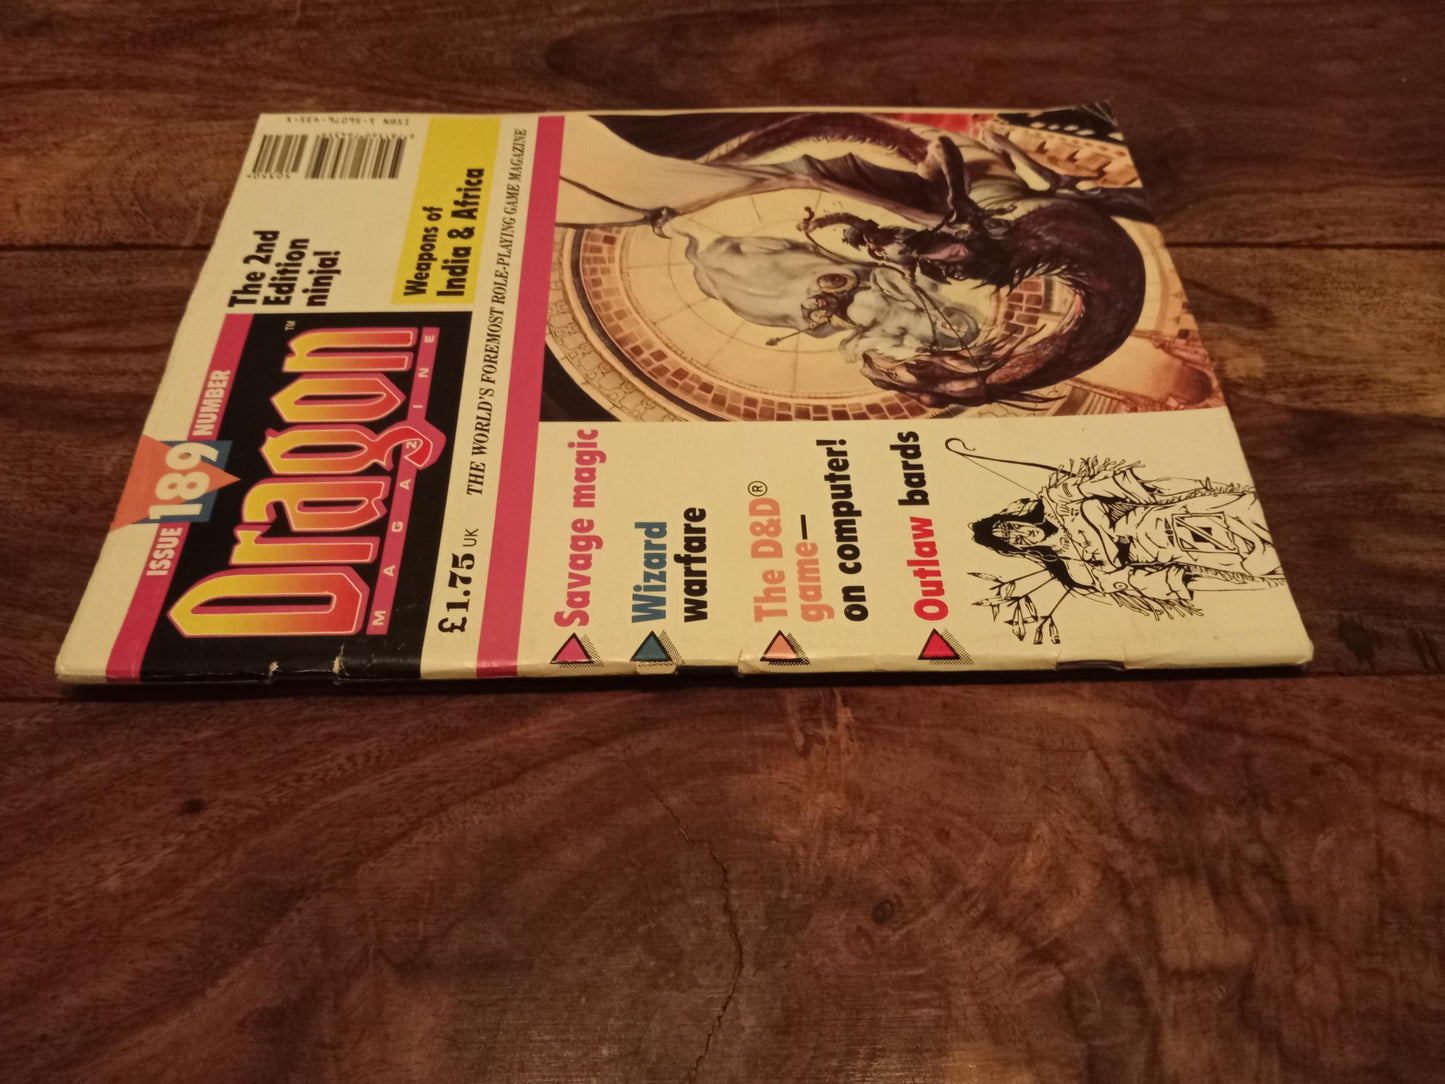 ISSUE 189 NUMBER
Dragon™
MAGAZINE
The 2nd
Edition
ninja!
Weapons of
India & Africa
£1.75 UK
THE WORLD'S FOREMOST ROLE-PLAYING GAME MAGAZINE
Savage magic
Wizard
warfare
The D&D®
game—
on computer!
Outlaw bards